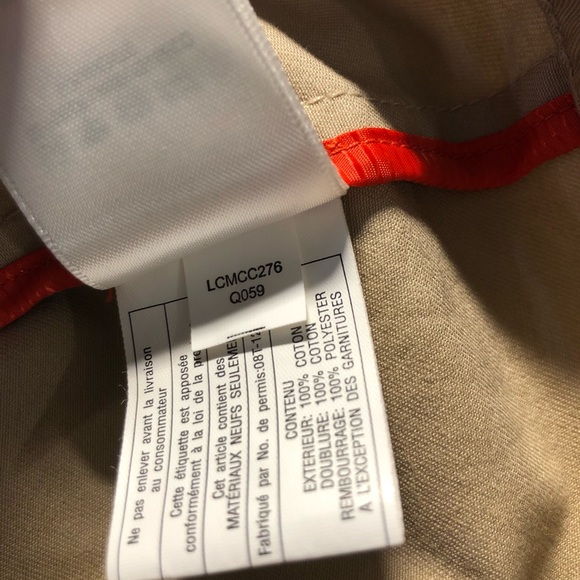 LCMCC276
Q059
Ne pas enlever avant la livraison
au consommateur
Cette étiquette est apposée
conformément à la loi de la
Cet article contient des
MATÉRIAUX NEUFS
Fabriqué par No. de permis:08T-12
CONTENU
EXTERIEUR: 100% COTON
DOUBLURE: 100% COTON
REMBOURRAGE: 100% POLYESTER
A L'EXCEPTION DES GARNITURES